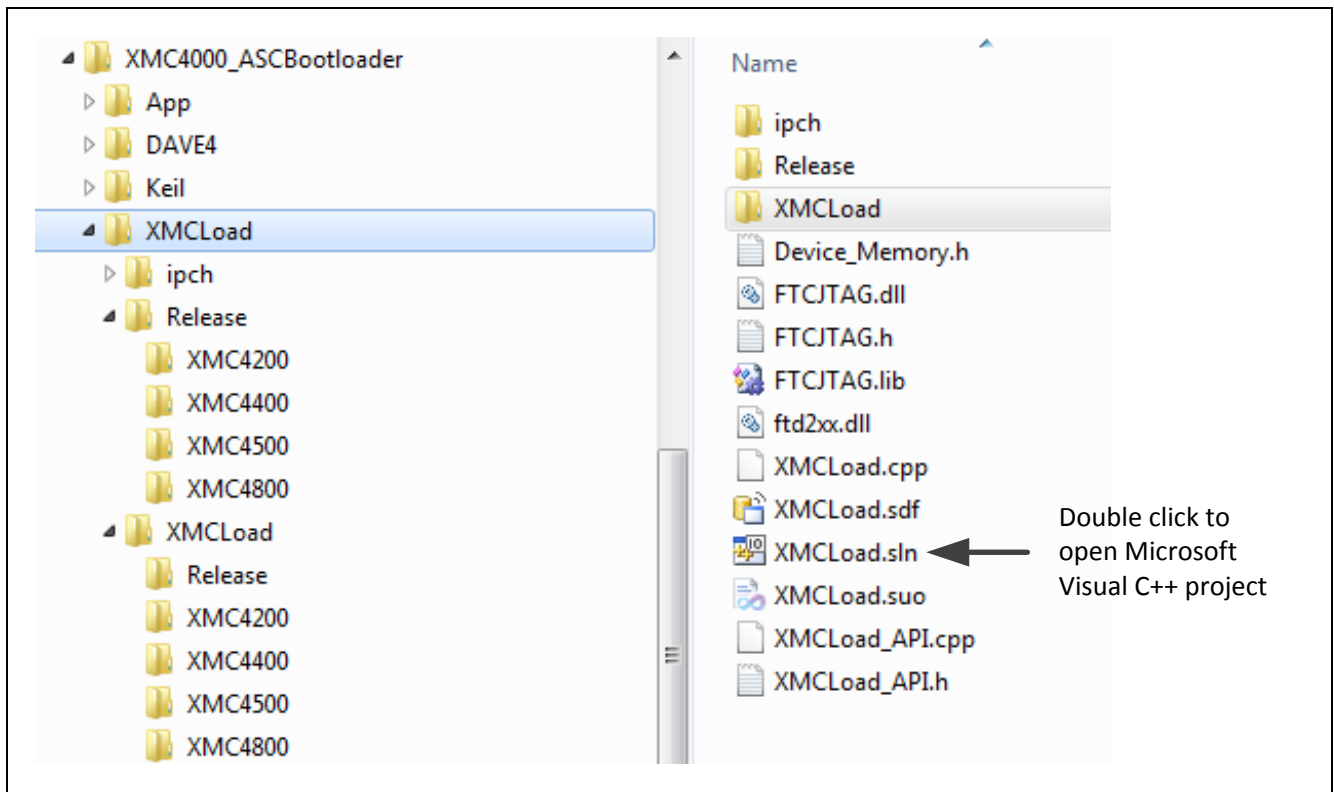 XMC4000_ASCBootloader
App
DAVE4
Keil
XMCLoad
ipch
Release
XMC4200
XMC4400
XMC4500
XMC4800
XMCLoad
Release
XMC4200
XMC4400
XMC4500
XMC4800
Name
ipch
Release
XMCLoad
Device_Memory.h
FTCJTAG.dll
FTCJTAG.h
FTCJTAG.lib
ftd2xx.dll
XMCLoad.cpp
XMCLoad.sdf
XMCLoad.sln
XMCLoad.suo
XMCLoad_API.cpp
XMCLoad_API.h
Double click to
open Microsoft
Visual C++ project